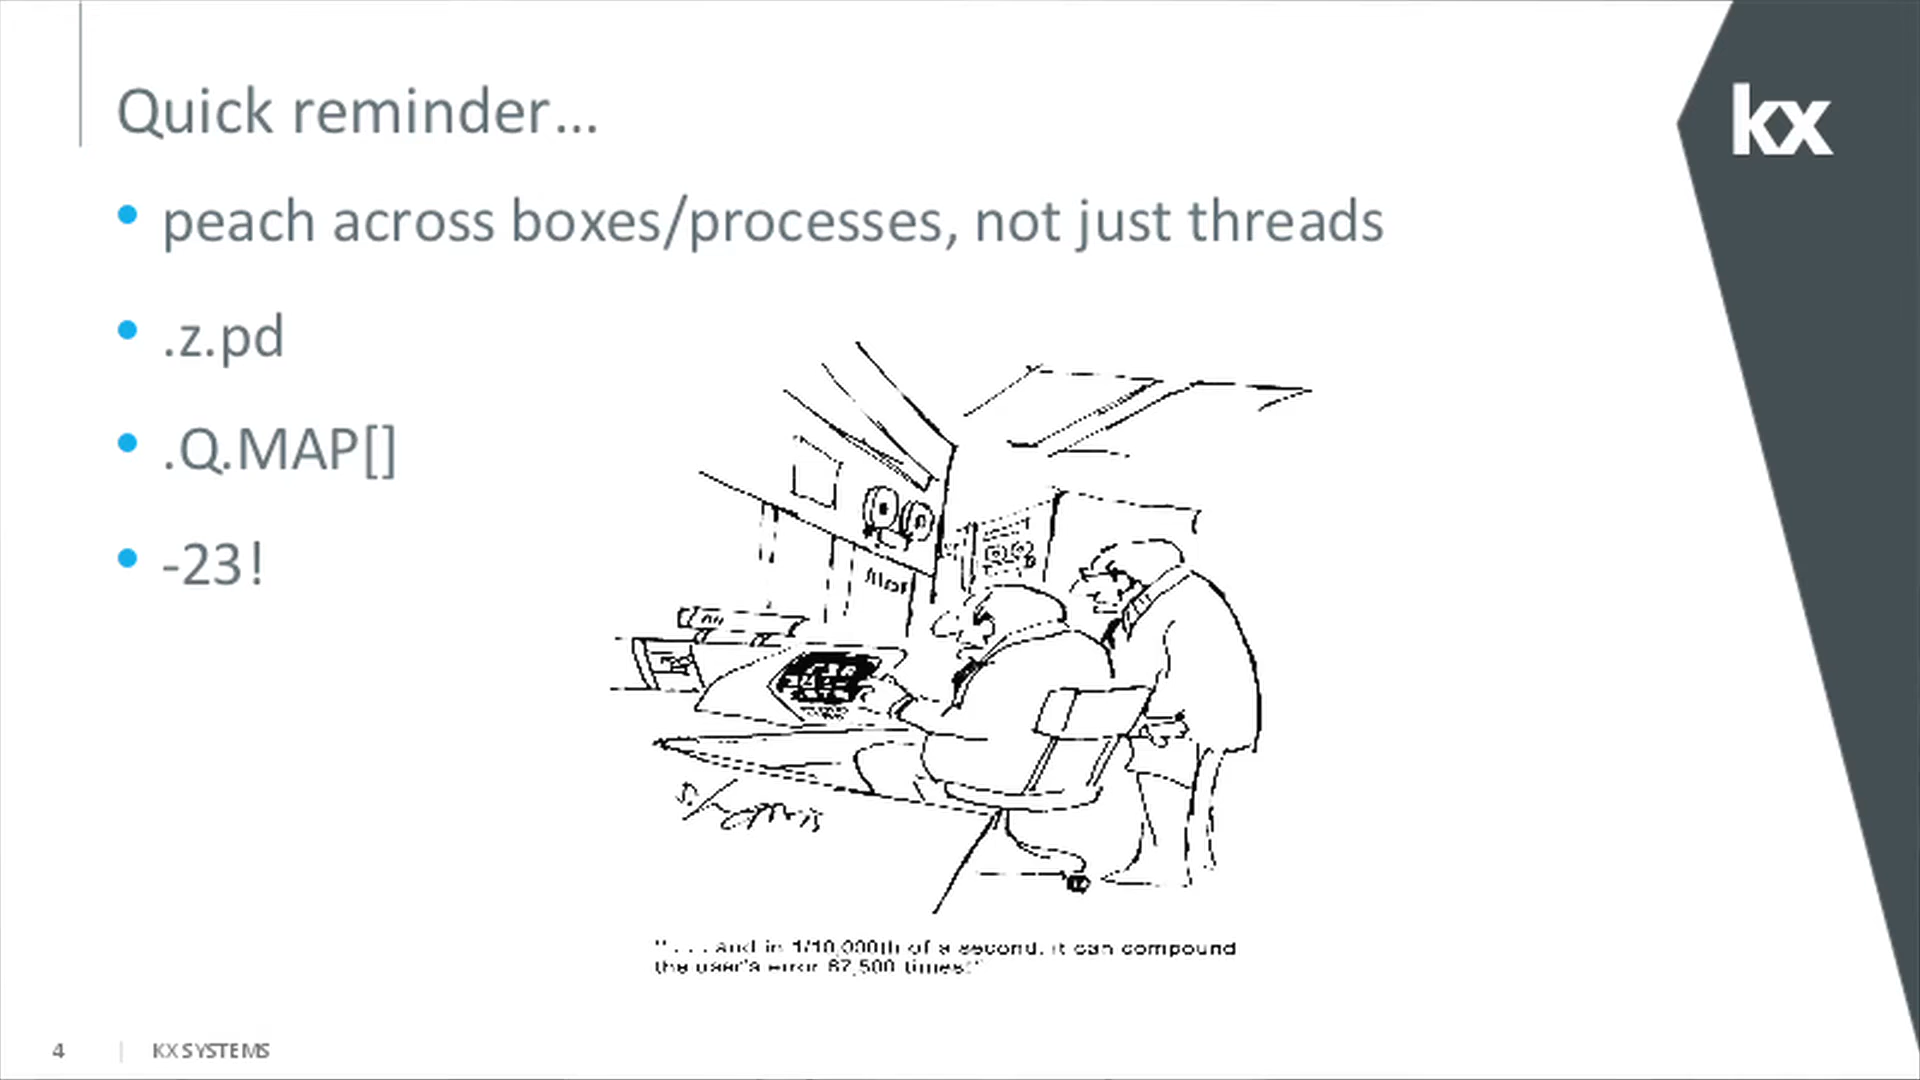 Quick reminder...
kx
• peach across boxes/processes, not just threads
• .z.pd
• .Q.MAP[]
• -23!
S. Harris
". . . and in 1/10,000th of a second, it can compound
the user's error 87,500 times!"
4 | KX SYSTEMS